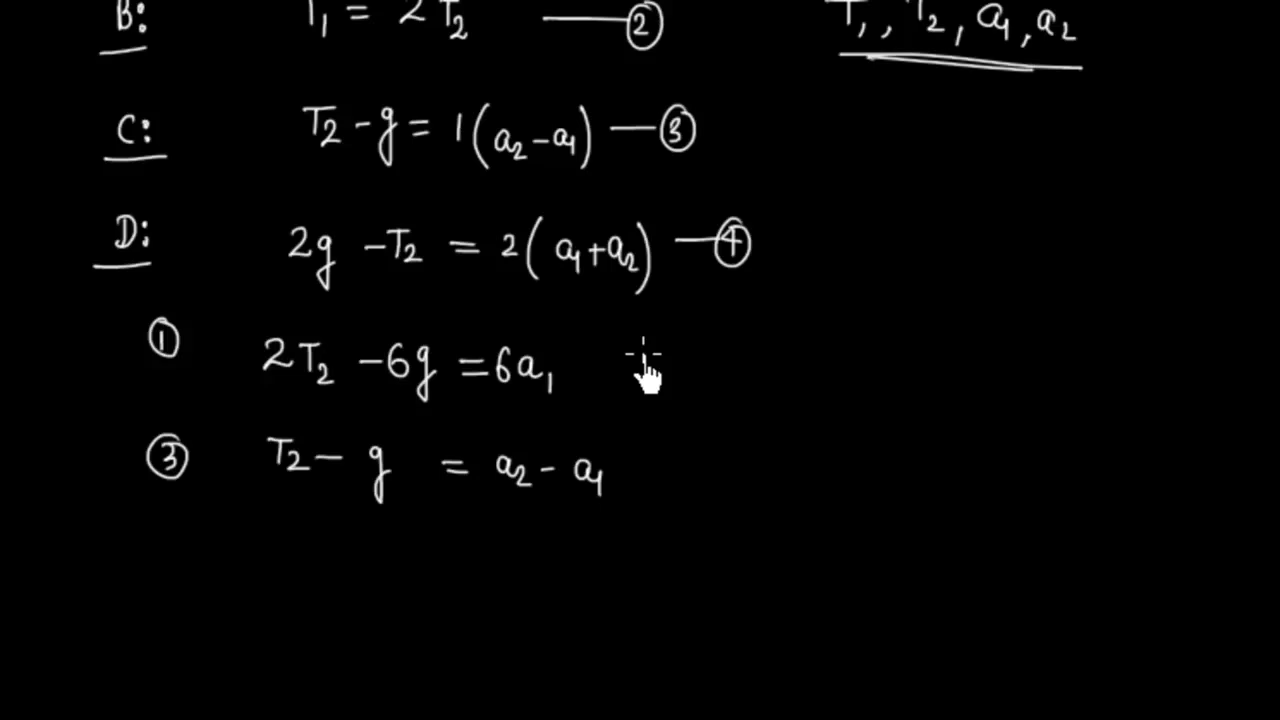 B: T₁ = 2T₂ —②
T₁, T₂, a₁, a₂
C: T₂ - g = 1(a₂ - a₁) —③
D: 2g - T₂ = 2(a₁+a₂) —④
① 2T₂ - 6g = 6a₁
③ T₂ - g = a₂ - a₁